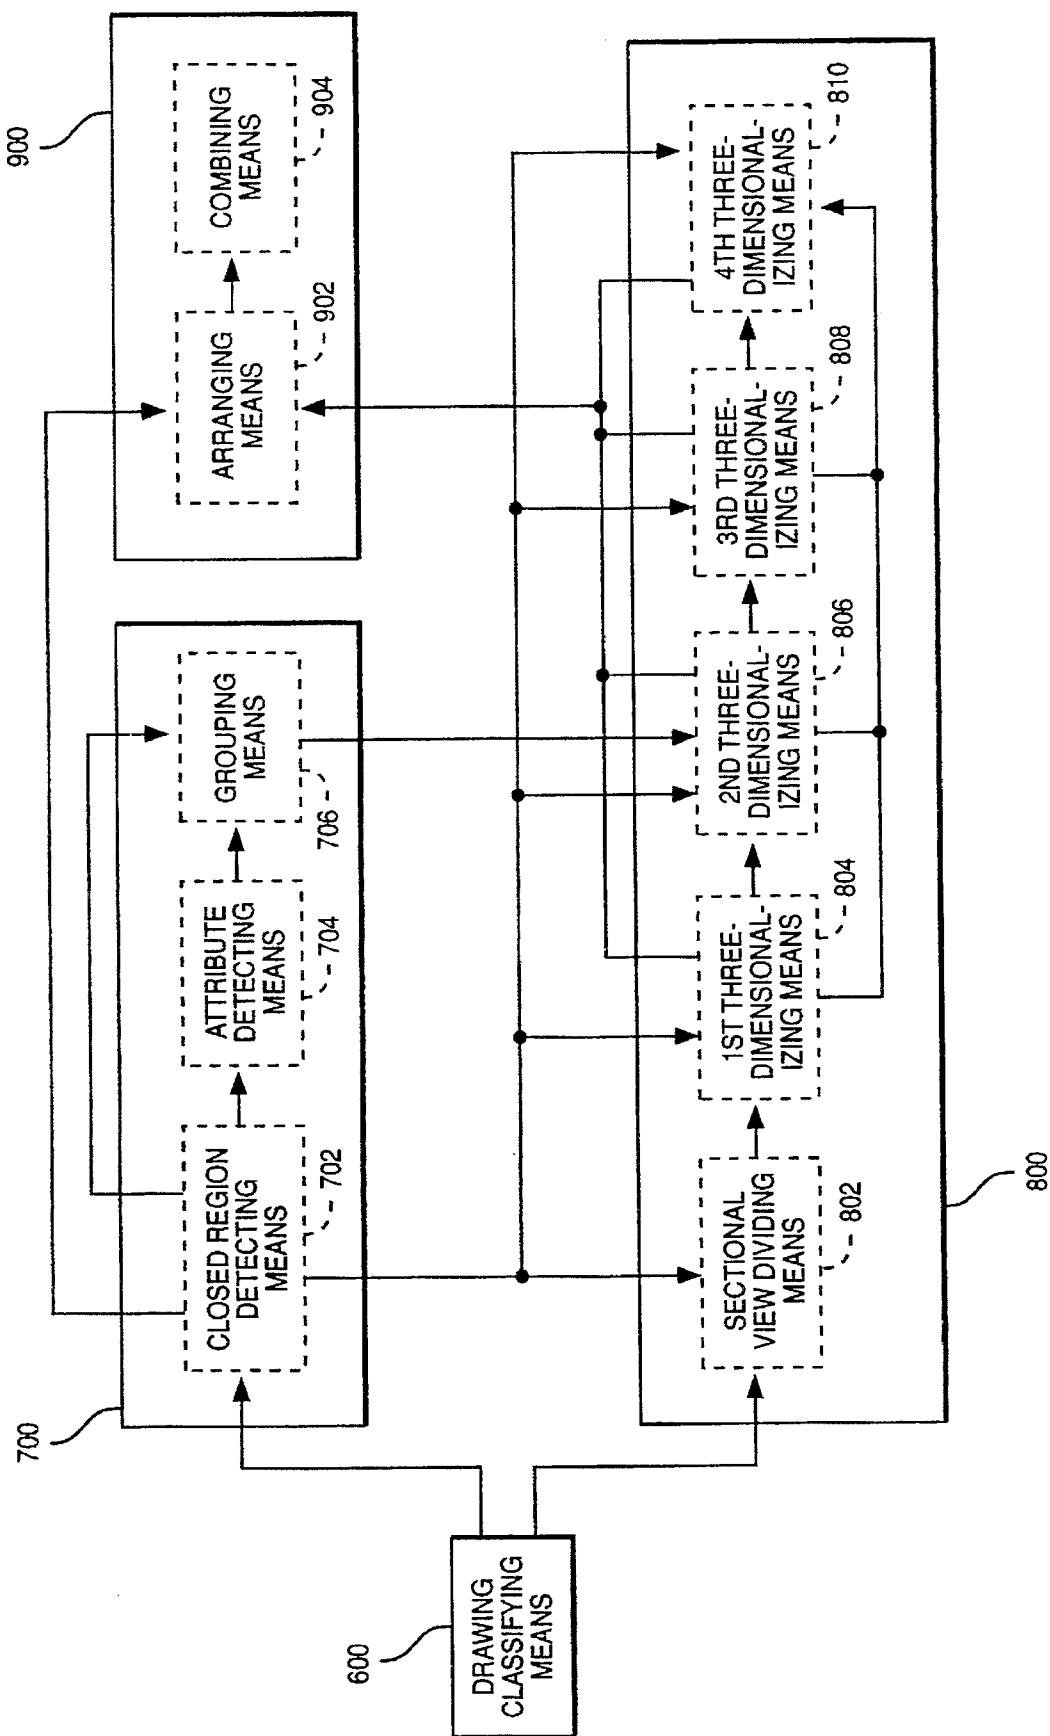 600
DRAWING
CLASSIFYING
MEANS
700
CLOSED REGION
DETECTING
MEANS
702
ATTRIBUTE
DETECTING
MEANS
704
GROUPING
MEANS
706
900
ARRANGING
MEANS
902
COMBINING
MEANS
904
SECTIONAL
VIEW DIVIDING
MEANS
802
1ST THREE-
DIMENSIONAL-
IZING MEANS
804
2ND THREE-
DIMENSIONAL-
IZING MEANS
806
3RD THREE-
DIMENSIONAL-
IZING MEANS
808
4TH THREE-
DIMENSIONAL-
IZING MEANS
810
800